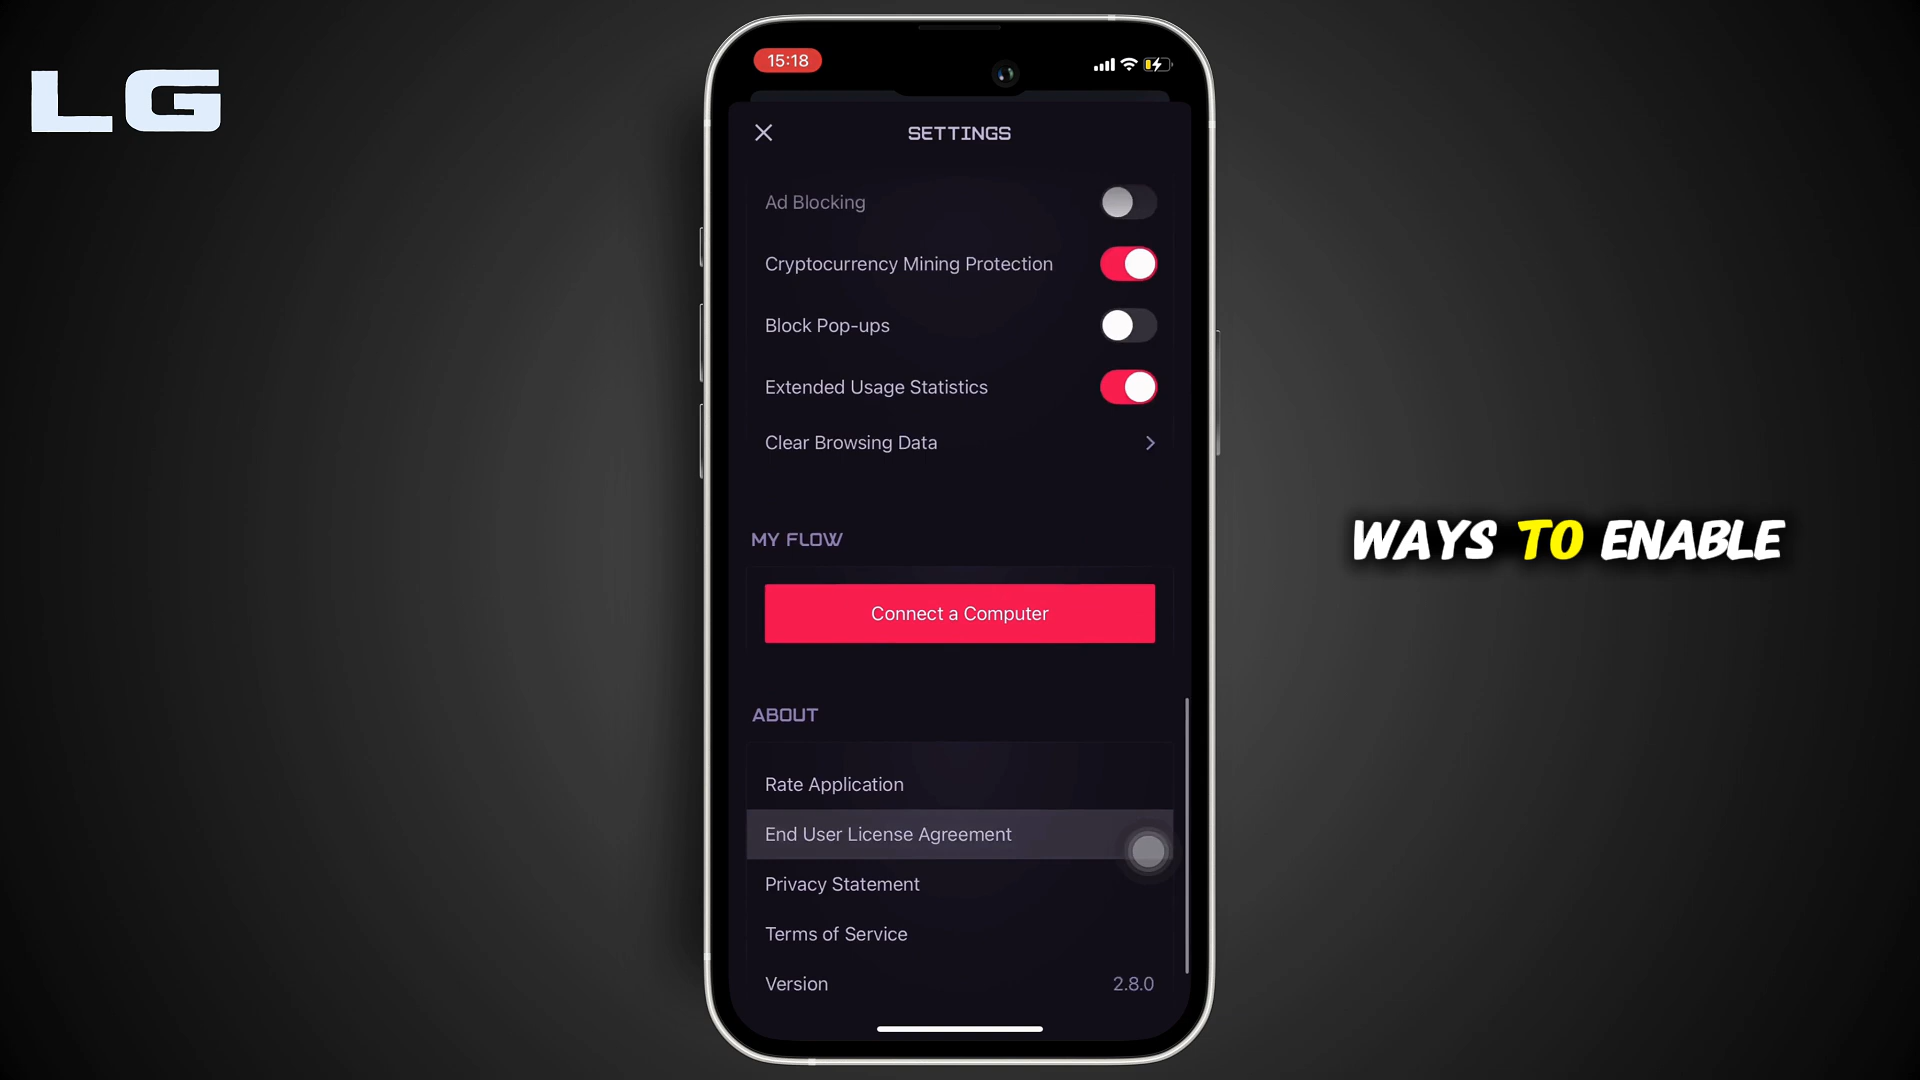 LG
15:18
SETTINGS
Ad Blocking
Cryptocurrency Mining Protection
Block Pop-ups
Extended Usage Statistics
Clear Browsing Data
MY FLOW
Connect a Computer
ABOUT
Rate Application
End User License Agreement
Privacy Statement
Terms of Service
Version 2.8.0
WAYS TO ENABLE